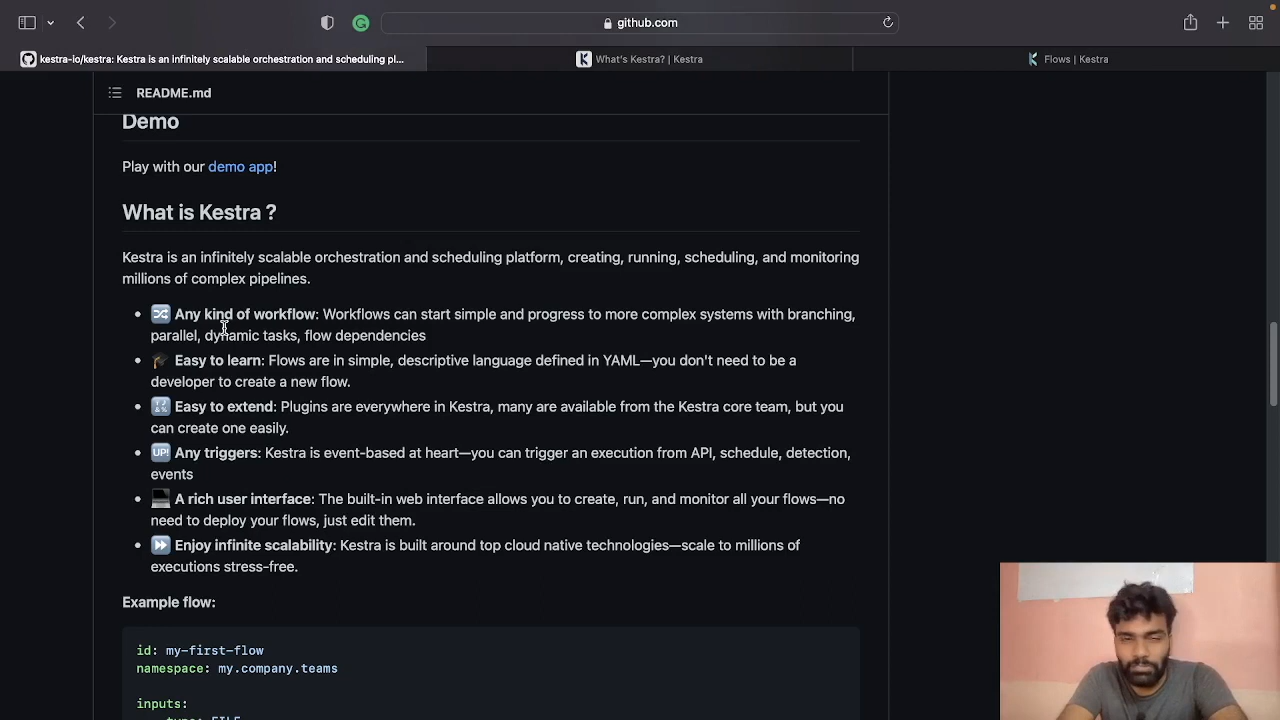 github.com
kestra-io/kestra: Kestra is an infinitely scalable orchestration and scheduling pl...
What's Kestra? | Kestra
Flows | Kestra
README.md
Demo
Play with our demo app!
What is Kestra ?
Kestra is an infinitely scalable orchestration and scheduling platform, creating, running, scheduling, and monitoring
millions of complex pipelines.
Any kind of workflow: Workflows can start simple and progress to more complex systems with branching,
parallel, dynamic tasks, flow dependencies
Easy to learn: Flows are in simple, descriptive language defined in YAML—you don't need to be a
developer to create a new flow.
Easy to extend: Plugins are everywhere in Kestra, many are available from the Kestra core team, but you
can create one easily.
UP! Any triggers: Kestra is event-based at heart—you can trigger an execution from API, schedule, detection,
events
A rich user interface: The built-in web interface allows you to create, run, and monitor all your flows—no
need to deploy your flows, just edit them.
Enjoy infinite scalability: Kestra is built around top cloud native technologies—scale to millions of
executions stress-free.
Example flow:
id: my-first-flow
namespace: my.company.teams
inputs: